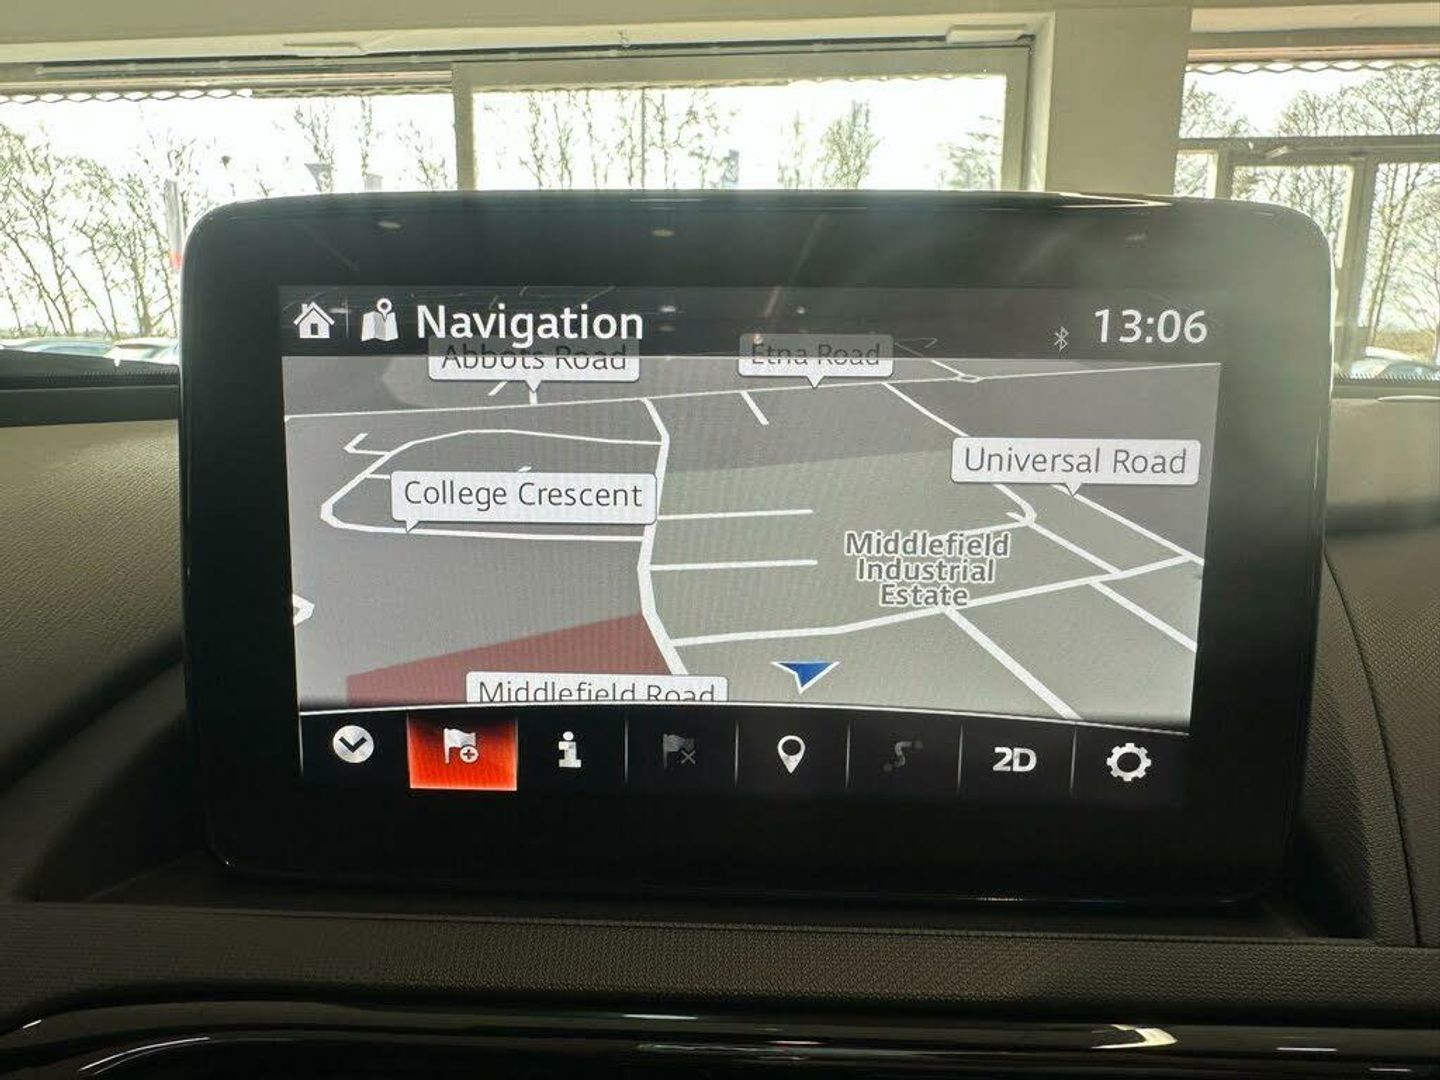 Navigation
13:06
Abbots Road
Etna Road
Universal Road
College Crescent
Middlefield
Industrial
Estate
Middlefield Road
2D